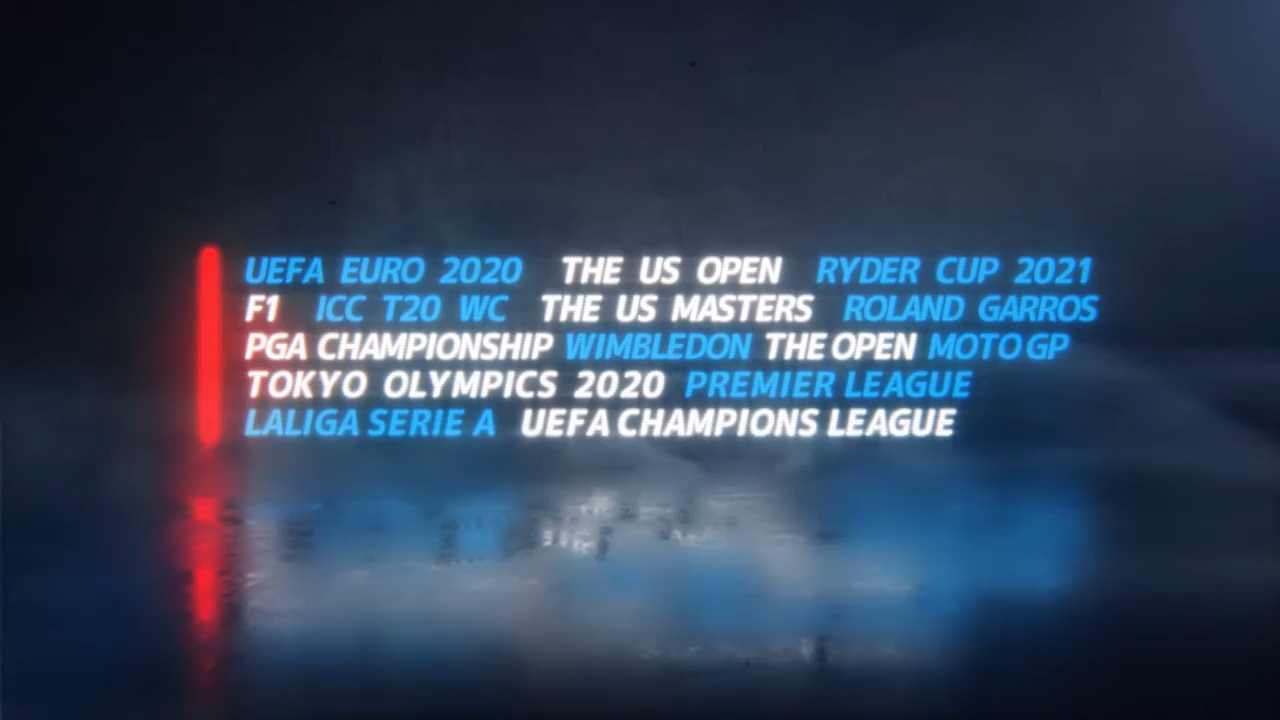 UEFA EURO 2020 THE US OPEN RYDER CUP 2021
F1 ICC T20 WC THE US MASTERS ROLAND GARROS
PGA CHAMPIONSHIP WIMBLEDON THE OPEN MOTO GP
TOKYO OLYMPICS 2020 PREMIER LEAGUE
LALIGA SERIE A UEFA CHAMPIONS LEAGUE